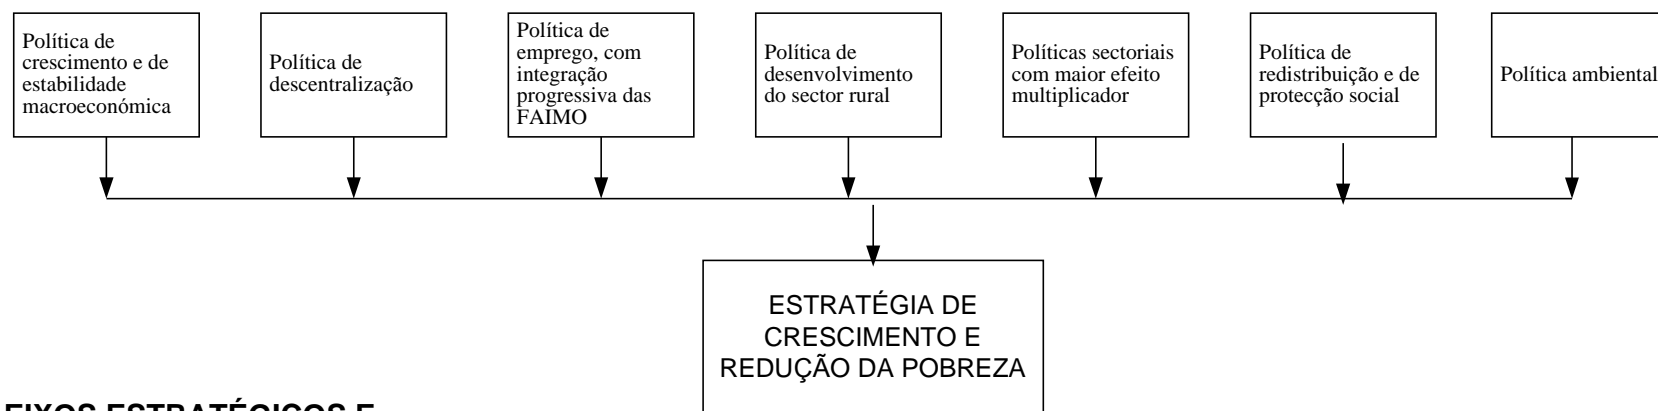 Política de
crescimento e de
estabilidade
macroeconómica
Política de
descentralização
Política de
emprego, com
integração
progressiva das
FAIMO
Política de
desenvolvimento
do sector rural
Políticas sectoriais
com maior efeito
multiplicador
Política de
redistribuição e de
protecção social
Política ambiental
ESTRATÉGIA DE
CRESCIMENTO E
REDUÇÃO DA POBREZA
EIXOS ESTRATÉGICOS E